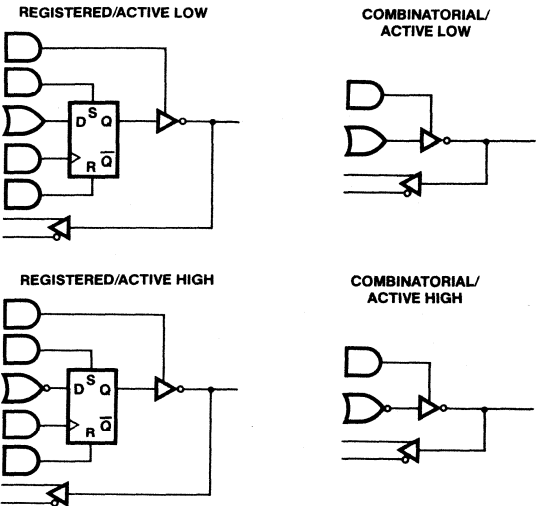 REGISTERED/ACTIVE LOW
COMBINATORIAL/
ACTIVE LOW
S
D Q
R Q̅
REGISTERED/ACTIVE HIGH
COMBINATORIAL/
ACTIVE HIGH
S
D Q
R Q̅